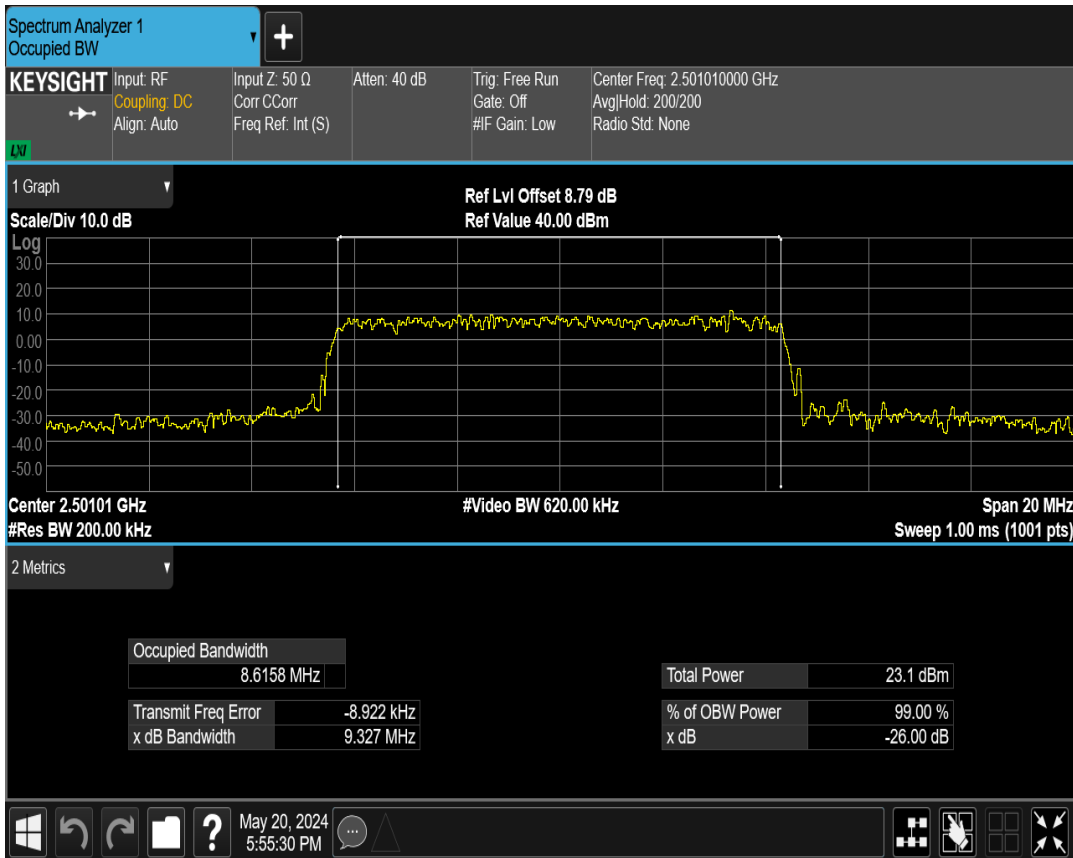 Spectrum Analyzer 1
Occupied BW
KEYSIGHT
LXI
Input: RF
Coupling: DC
Align: Auto
Input Z: 50 Ω
Corr CCorr
Freq Ref: Int (S)
Atten: 40 dB
Trig: Free Run
Gate: Off
#IF Gain: Low
Center Freq: 2.501010000 GHz
Avg|Hold: 200/200
Radio Std: None
1 Graph
Scale/Div 10.0 dB
Ref Lvl Offset 8.79 dB
Ref Value 40.00 dBm
Log
30.0
20.0
10.0
0.00
-10.0
-20.0
-30.0
-40.0
-50.0
Center 2.50101 GHz
#Res BW 200.00 kHz
#Video BW 620.00 kHz
Span 20 MHz
Sweep 1.00 ms (1001 pts)
2 Metrics
Occupied Bandwidth
8.6158 MHz
Transmit Freq Error -8.922 kHz
x dB Bandwidth 9.327 MHz
Total Power 23.1 dBm
% of OBW Power 99.00 %
x dB -26.00 dB
May 20, 2024
5:55:30 PM